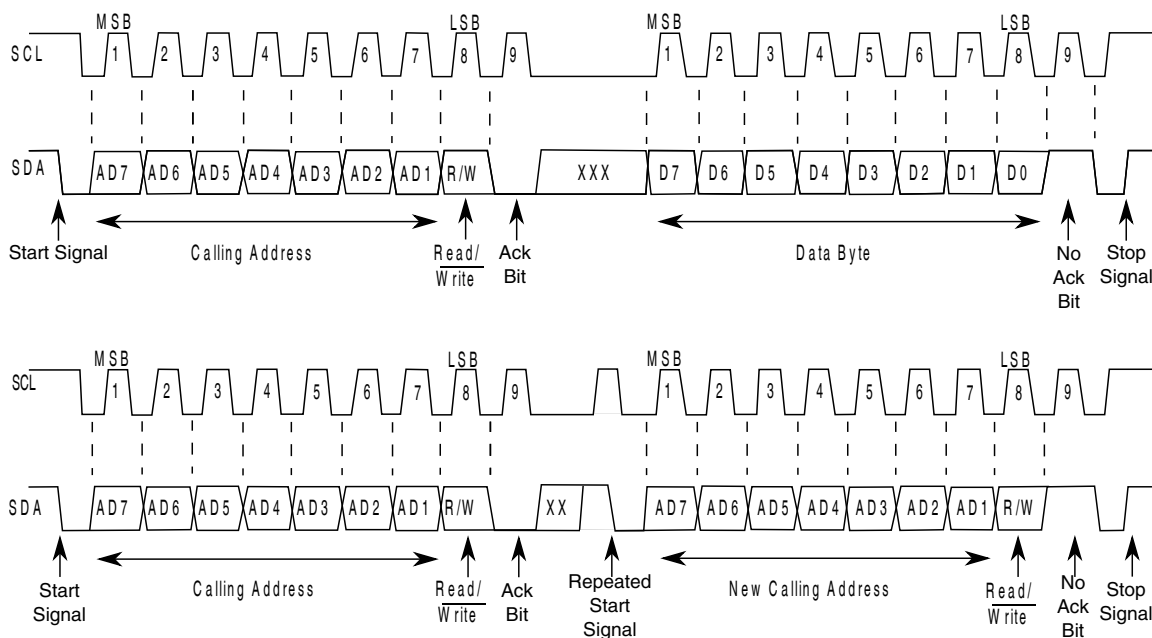 MSB LSB MSB LSB
SCL 1 2 3 4 5 6 7 8 9 1 2 3 4 5 6 7 8 9
SDA AD7 AD6 AD5 AD4 AD3 AD2 AD1 R/W XXX D7 D6 D5 D4 D3 D2 D1 D0
Start Signal Calling Address Read/ Ack Data Byte No Stop
Write Bit Ack Signal
Bit
MSB LSB MSB LSB
SCL 1 2 3 4 5 6 7 8 9 1 2 3 4 5 6 7 8 9
SDA AD7 AD6 AD5 AD4 AD3 AD2 AD1 R/W XX AD7 AD6 AD5 AD4 AD3 AD2 AD1 R/W
Start Calling Address Read/ Ack Repeated New Calling Address Read/ No Stop
Signal Write Bit Start Write Ack Signal
Signal Bit